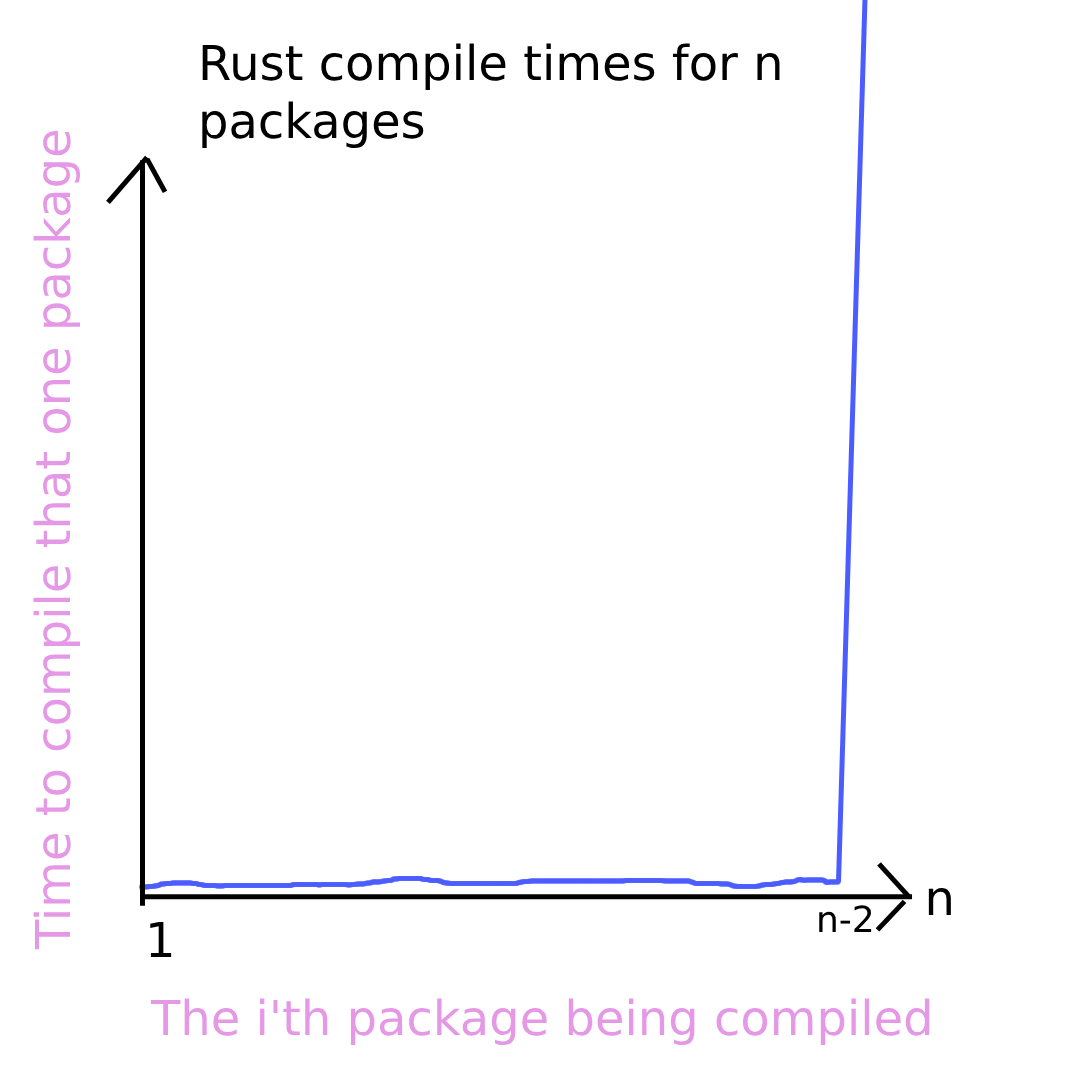 Rust compile times for n
packages
Time to compile that one package
n
n-2
1
The i'th package being compiled